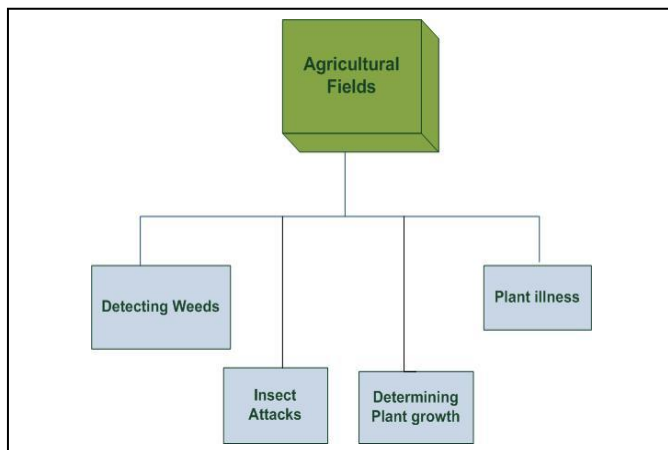 Agricultural
Fields
Detecting Weeds
Plant illness
Insect
Attacks
Determining
Plant growth